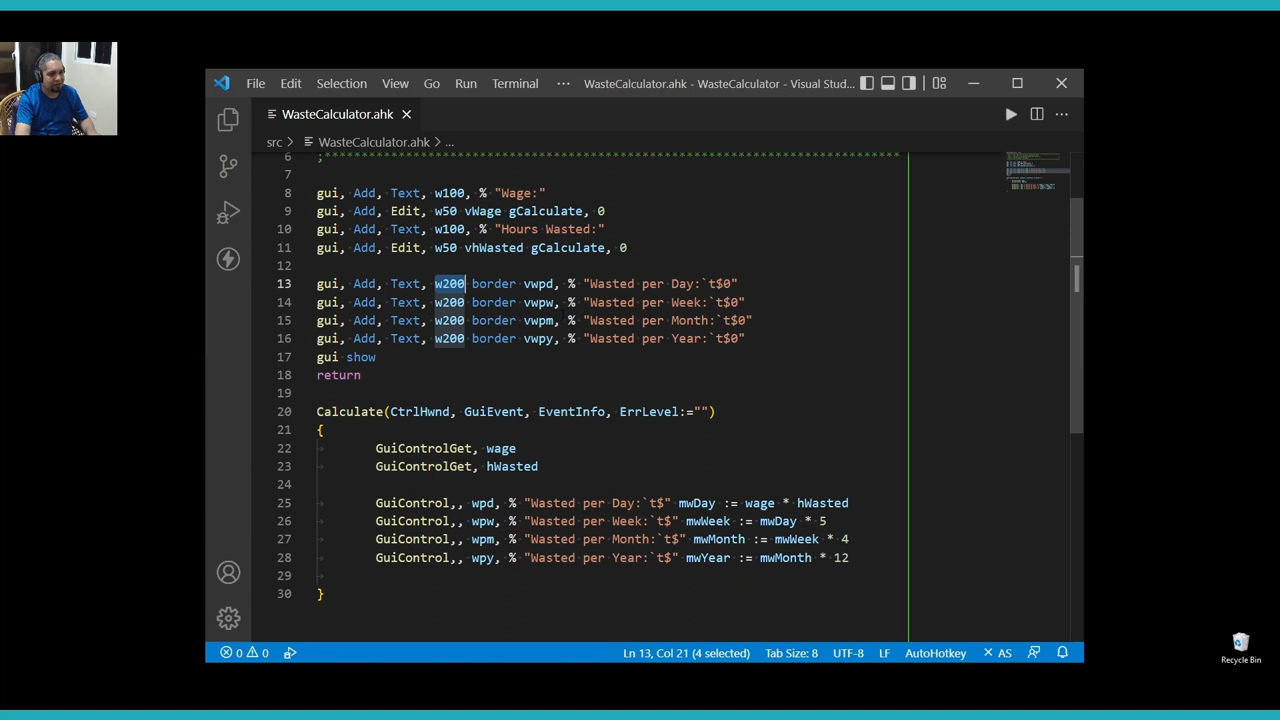 File Edit Selection View Go Run Terminal ··· WasteCalculator.ahk - WasteCalculator - Visual Stud...
WasteCalculator.ahk
src > WasteCalculator.ahk > ...
6 ;******************************************************************************
7
8 gui, Add, Text, w100, % "Wage:"
9 gui, Add, Edit, w50 vWage gCalculate, 0
10 gui, Add, Text, w100, % "Hours Wasted:"
11 gui, Add, Edit, w50 vhWasted gCalculate, 0
12
13 gui, Add, Text, w200 border vwpd, % "Wasted per Day:`t$0"
14 gui, Add, Text, w200 border vwpw, % "Wasted per Week:`t$0"
15 gui, Add, Text, w200 border vwpm, % "Wasted per Month:`t$0"
16 gui, Add, Text, w200 border vwpy, % "Wasted per Year:`t$0"
17 gui show
18 return
19
20 Calculate(CtrlHwnd, GuiEvent, EventInfo, ErrLevel:="")
21 {
22 GuiControlGet, wage
23 GuiControlGet, hWasted
24
25 GuiControl,, wpd, % "Wasted per Day:`t$" mwDay := wage * hWasted
26 GuiControl,, wpw, % "Wasted per Week:`t$" mwWeek := mwDay * 5
27 GuiControl,, wpm, % "Wasted per Month:`t$" mwMonth := mwWeek * 4
28 GuiControl,, wpy, % "Wasted per Year:`t$" mwYear := mwMonth * 12
29
30 }
0 0 Ln 13, Col 21 (4 selected) Tab Size: 8 UTF-8 LF AutoHotkey AS
Recycle Bin